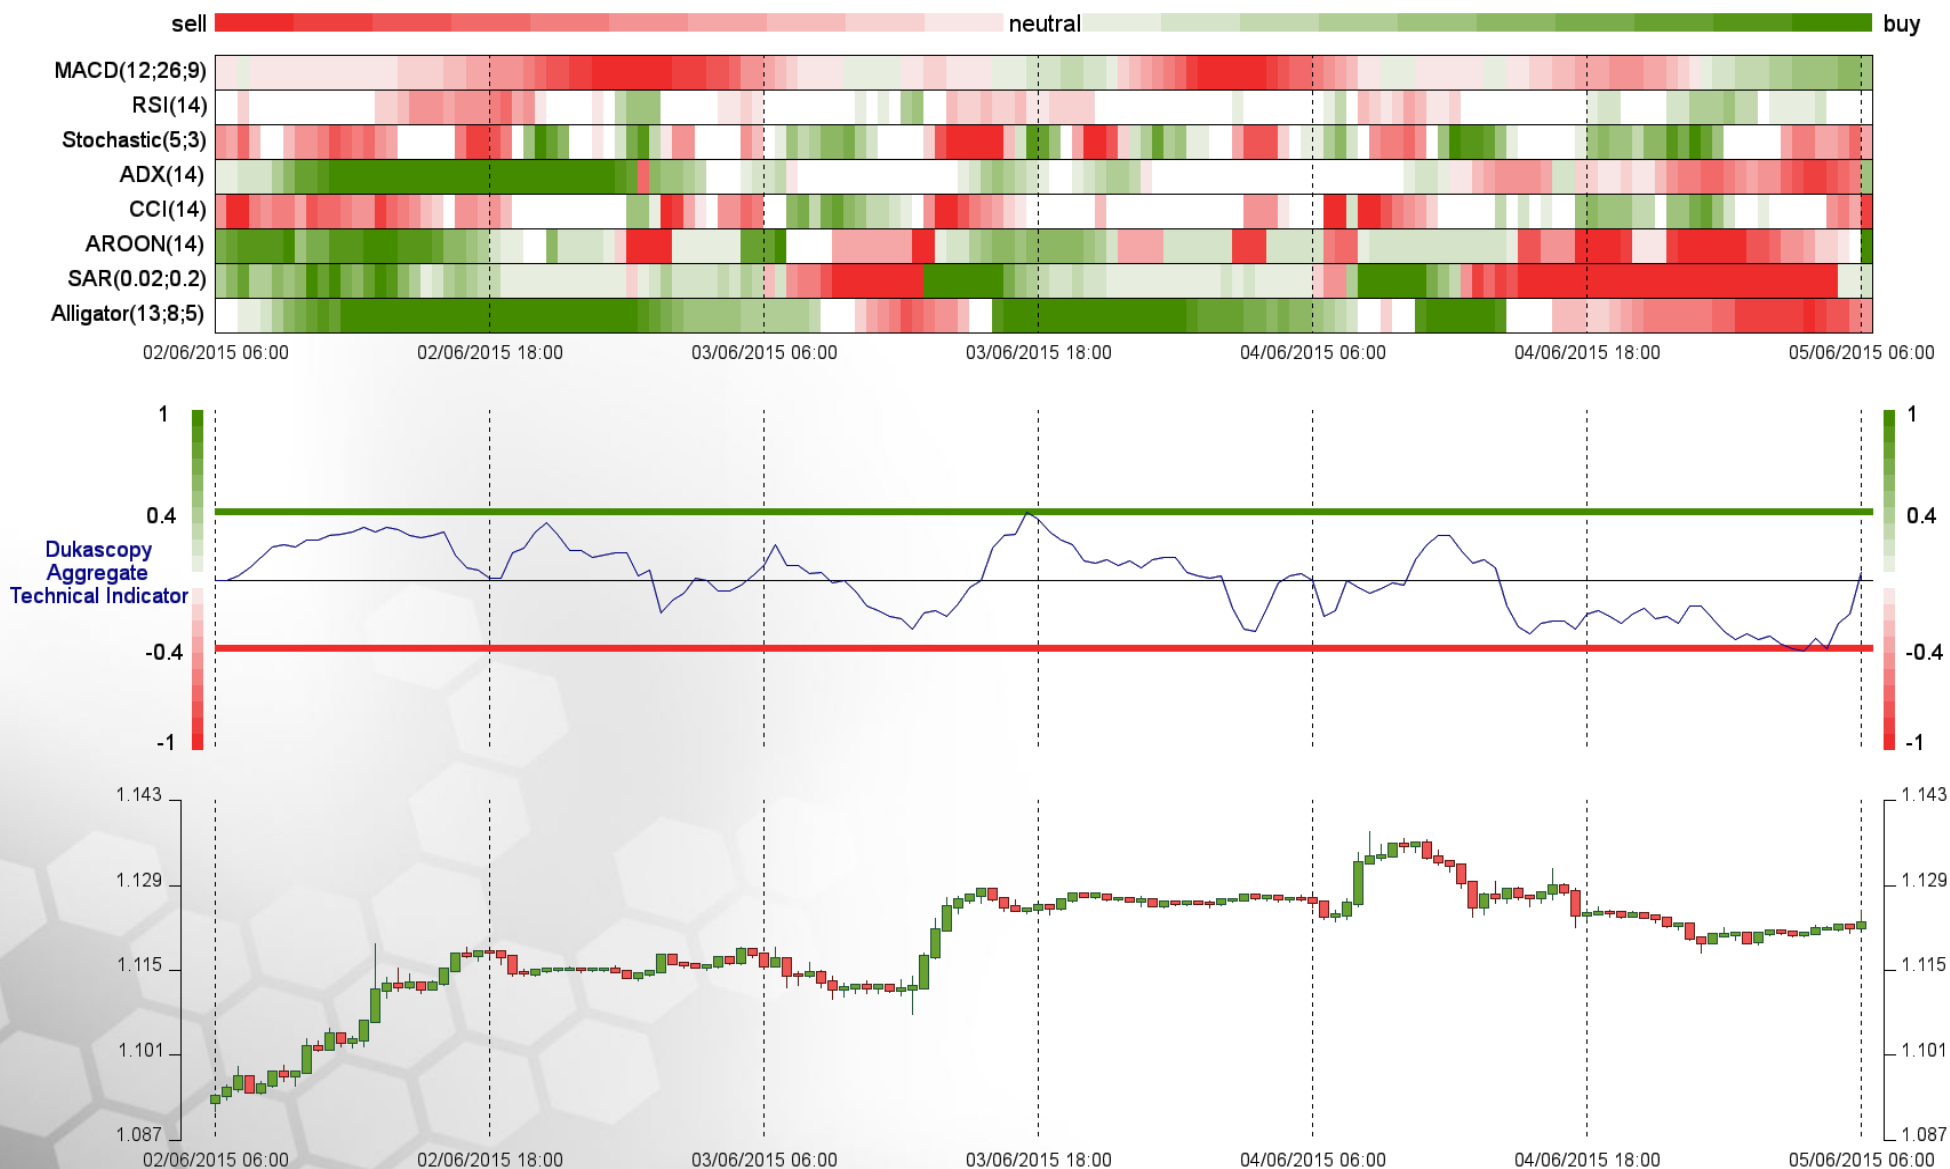 sell neutral buy
MACD(12;26;9)
RSI(14)
Stochastic(5;3)
ADX(14)
CCI(14)
AROON(14)
SAR(0.02;0.2)
Alligator(13;8;5)
02/06/2015 06:00 02/06/2015 18:00 03/06/2015 06:00 03/06/2015 18:00 04/06/2015 06:00 04/06/2015 18:00 05/06/2015 06:00
1 1
0.4 0.4
Dukascopy
Aggregate
Technical Indicator
-0.4 -0.4
-1 -1
1.143 1.143
1.129 1.129
1.115 1.115
1.101 1.101
1.087 1.087
02/06/2015 06:00 02/06/2015 18:00 03/06/2015 06:00 03/06/2015 18:00 04/06/2015 06:00 04/06/2015 18:00 05/06/2015 06:00